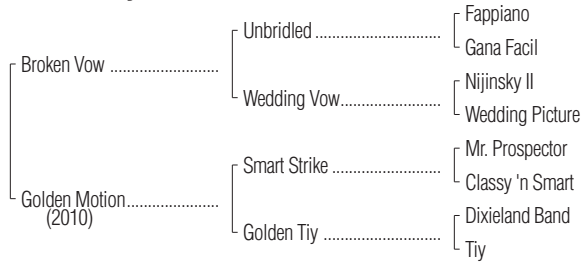 Fappiano
Unbridled
Gana Facil
Broken Vow
Nijinsky II
Wedding Vow
Wedding Picture
Mr. Prospector
Smart Strike
Classy 'n Smart
Golden Motion
(2010)
Dixieland Band
Golden Tiy
Tiy